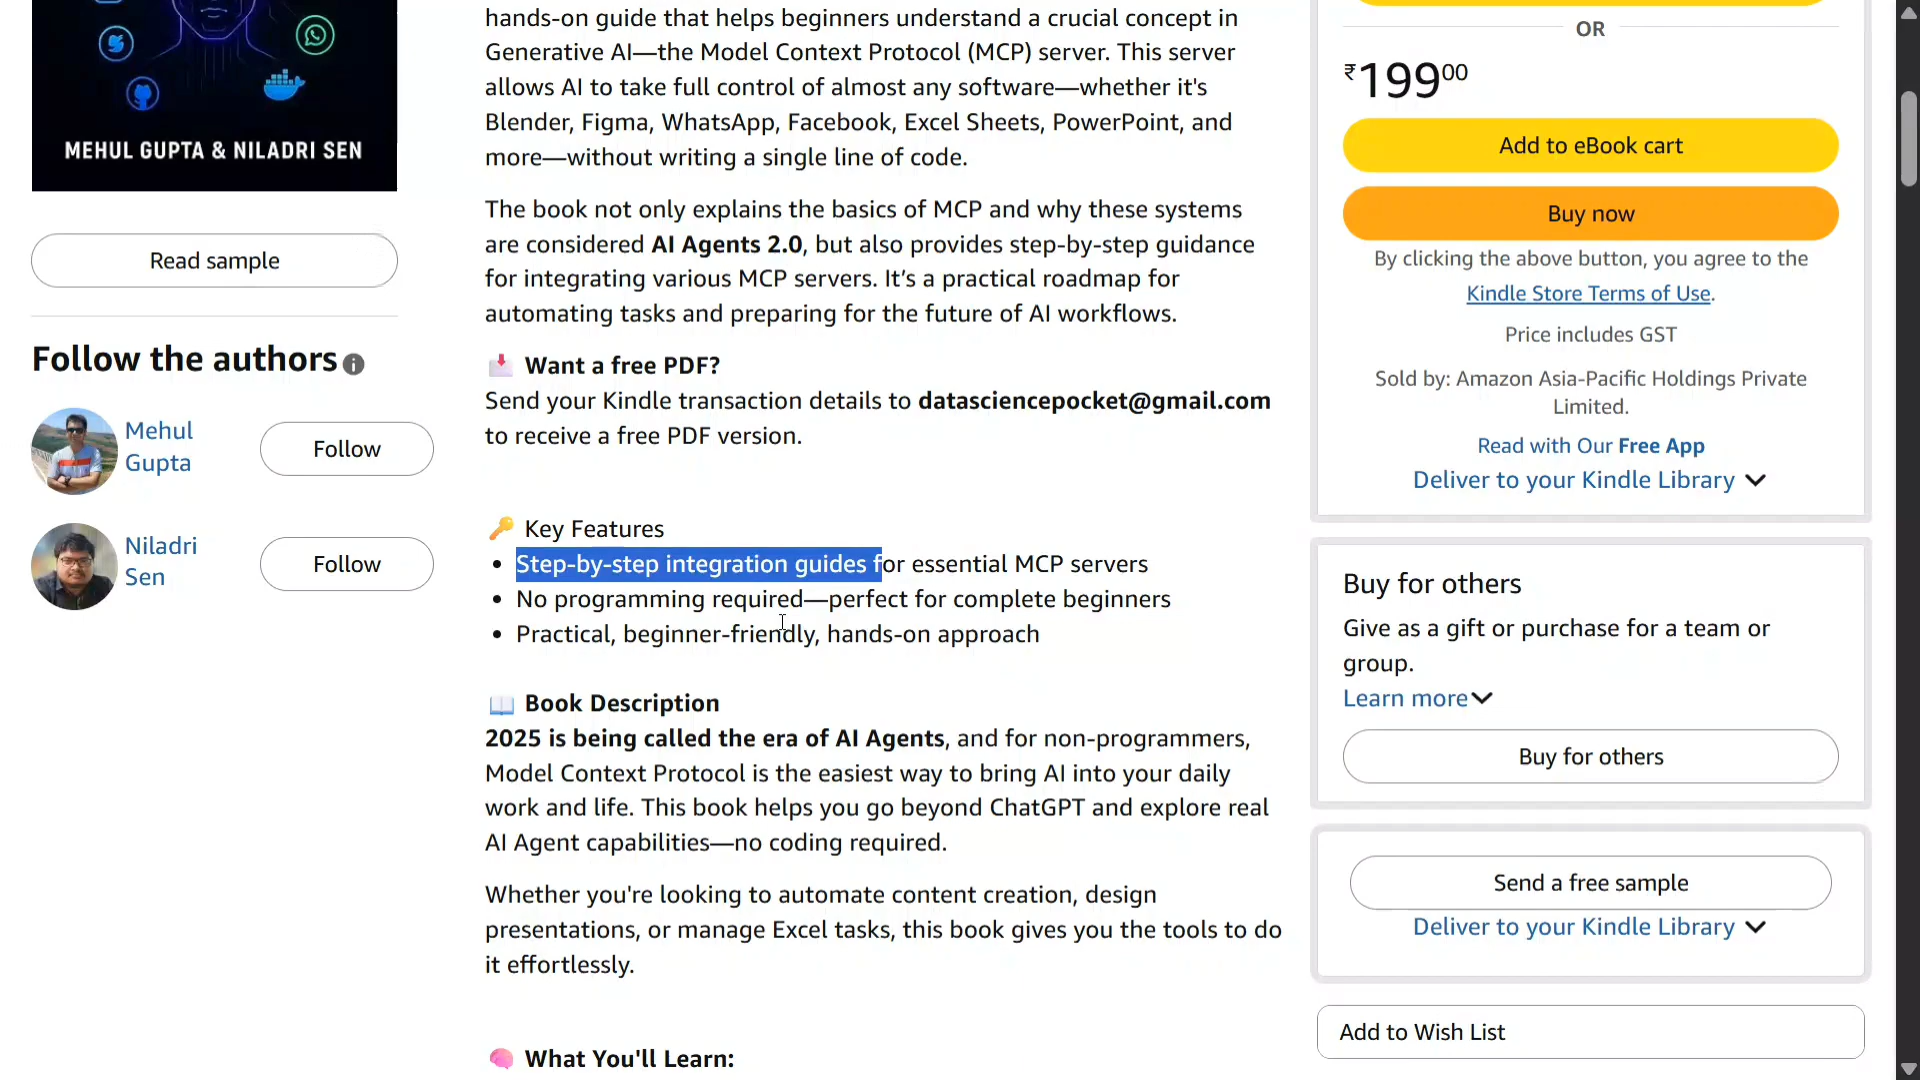 MEHUL GUPTA & NILADRI SEN
Read sample
Follow the authors
Mehul
Gupta
Follow
Niladri
Sen
Follow
hands-on guide that helps beginners understand a crucial concept in
Generative AI—the Model Context Protocol (MCP) server. This server
allows AI to take full control of almost any software—whether it's
Blender, Figma, WhatsApp, Facebook, Excel Sheets, PowerPoint, and
more—without writing a single line of code.
The book not only explains the basics of MCP and why these systems
are considered AI Agents 2.0, but also provides step-by-step guidance
for integrating various MCP servers. It’s a practical roadmap for
automating tasks and preparing for the future of AI workflows.
📩 Want a free PDF?
Send your Kindle transaction details to datasciencepocket@gmail.com
to receive a free PDF version.
🔑 Key Features
• Step-by-step integration guides for essential MCP servers
• No programming required—perfect for complete beginners
• Practical, beginner-friendly, hands-on approach
📖 Book Description
2025 is being called the era of AI Agents, and for non-programmers,
Model Context Protocol is the easiest way to bring AI into your daily
work and life. This book helps you go beyond ChatGPT and explore real
AI Agent capabilities—no coding required.
Whether you're looking to automate content creation, design
presentations, or manage Excel tasks, this book gives you the tools to do
it effortlessly.
🧠 What You'll Learn:
OR
₹19900
Add to eBook cart
Buy now
By clicking the above button, you agree to the
Kindle Store Terms of Use.
Price includes GST
Sold by: Amazon Asia-Pacific Holdings Private
Limited.
Read with Our Free App
Deliver to your Kindle Library
Buy for others
Give as a gift or purchase for a team or
group.
Learn more
Buy for others
Send a free sample
Deliver to your Kindle Library
Add to Wish List